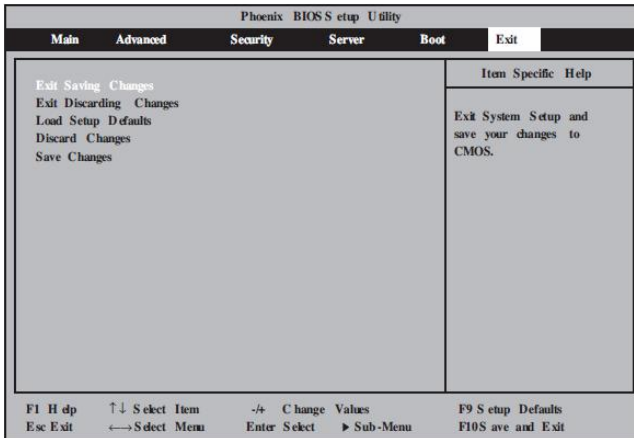 Phoenix BIOS Setup Utility
Main Advanced Security Server Boot Exit
Exit Saving Changes
Exit Discarding Changes
Load Setup Defaults
Discard Changes
Save Changes
Item Specific Help
Exit System Setup and
save your changes to
CMOS.
F1 Help ↑↓ Select Item -/+ Change Values F9 Setup Defaults
Esc Exit ←→ Select Menu Enter Select ▶ Sub-Menu F10 Save and Exit